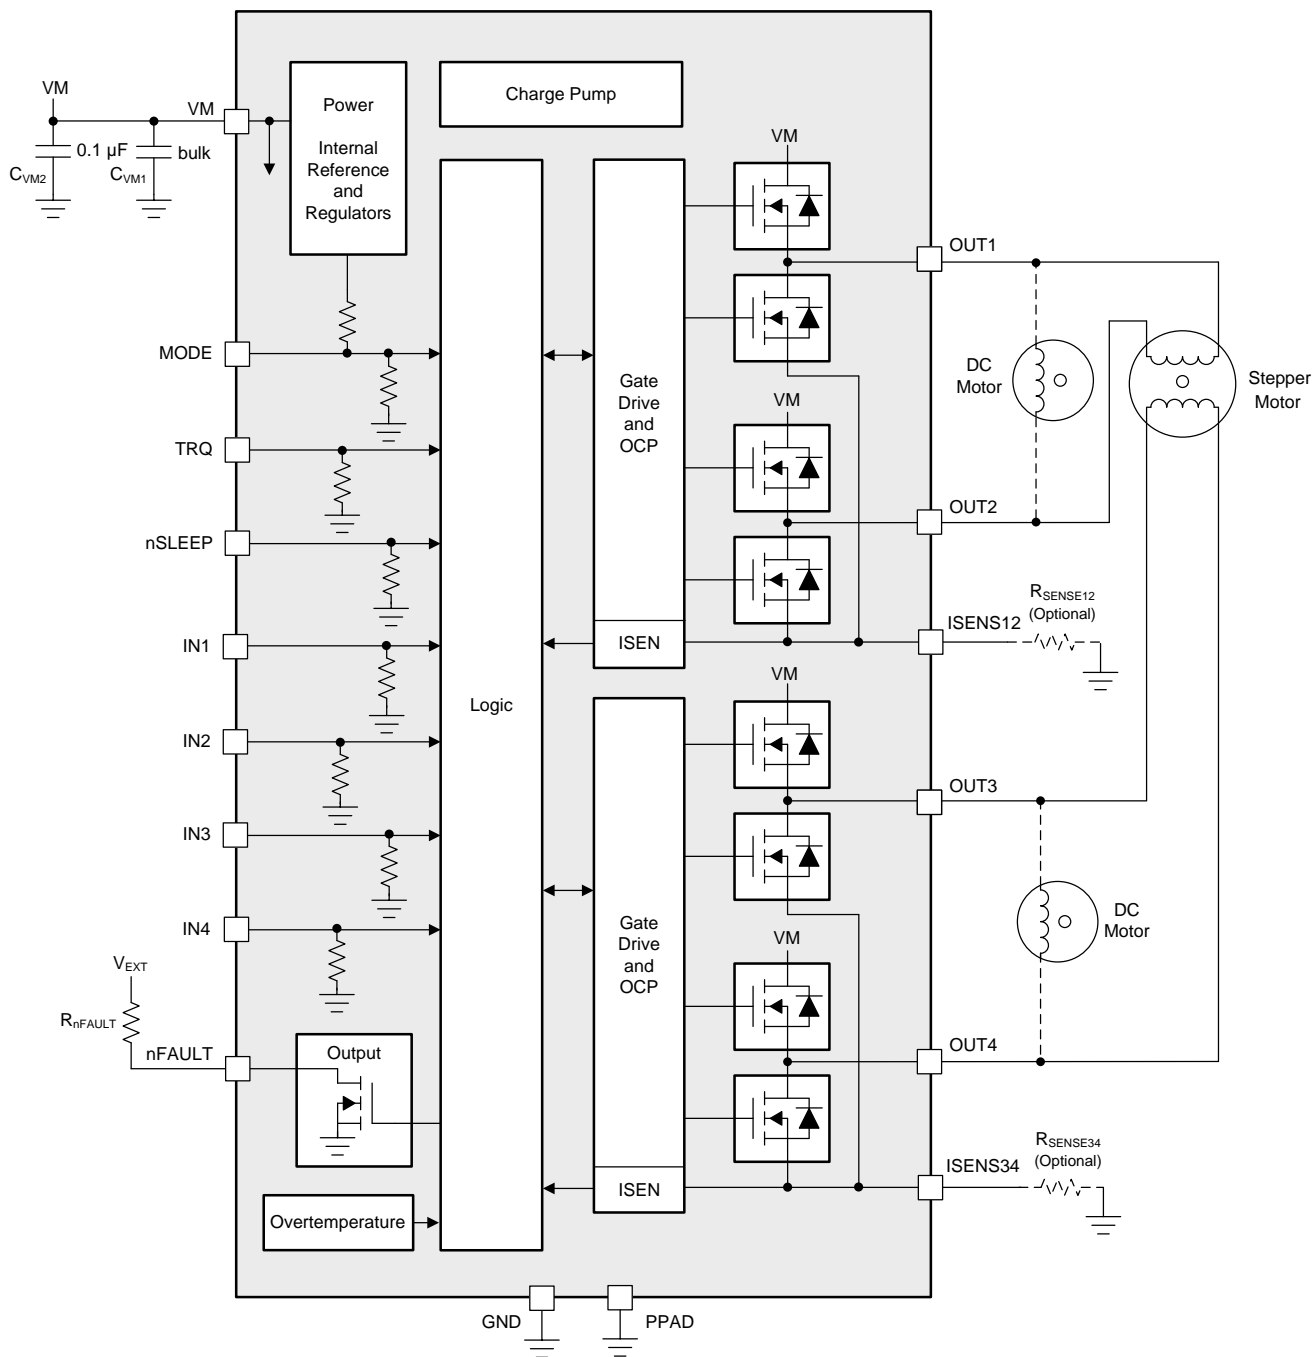 VM
VM
0.1 µF
bulk
CVM2
CVM1
Power
Internal
Reference
and
Regulators
Charge Pump
VM
OUT1
MODE
DC
Motor
Stepper
Motor
Gate
Drive
and
OCP
VM
TRQ
OUT2
nSLEEP
RSENSE12
(Optional)
ISENS12
IN1
ISEN
VM
Logic
IN2
OUT3
IN3
IN4
Gate
Drive
and
OCP
DC
Motor
VM
VEXT
RnFAULT
nFAULT
Output
OUT4
RSENSE34
(Optional)
ISENS34
ISEN
Overtemperature
GND
PPAD